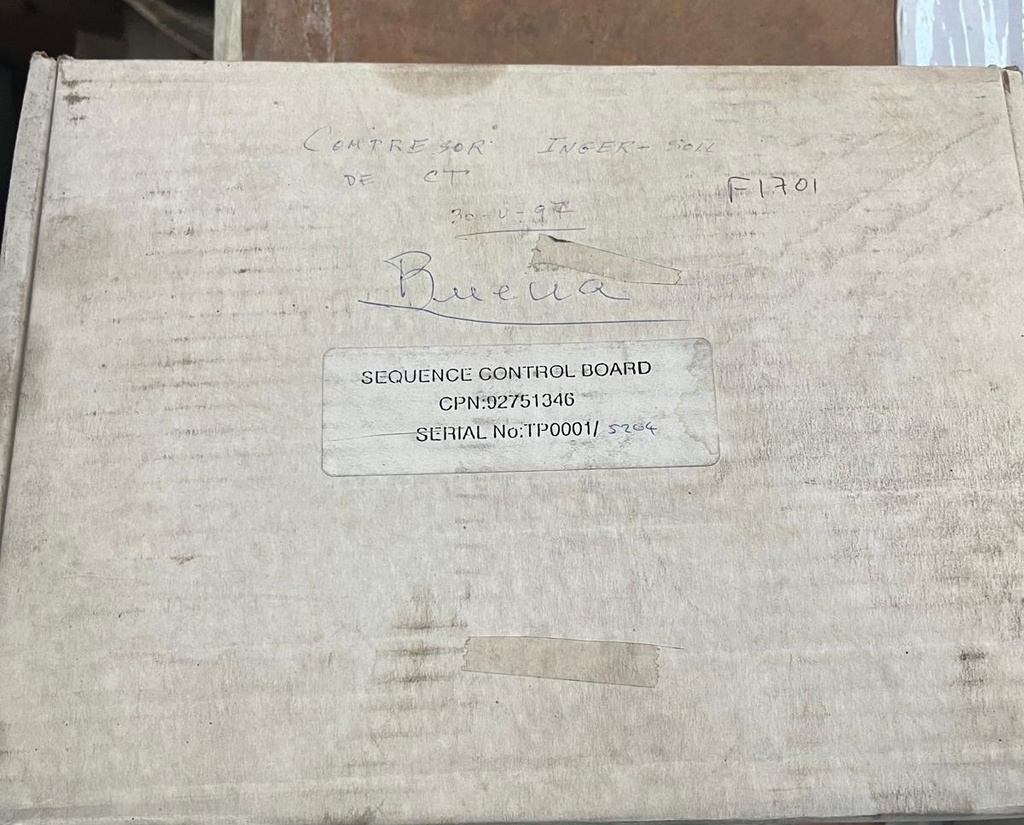 COMPRESOR INGER-SOLL
DE CT
F1701
30-V-97
Buena
SEQUENCE CONTROL BOARD
CPN:92751346
SERIAL No:TP0001/ 5204